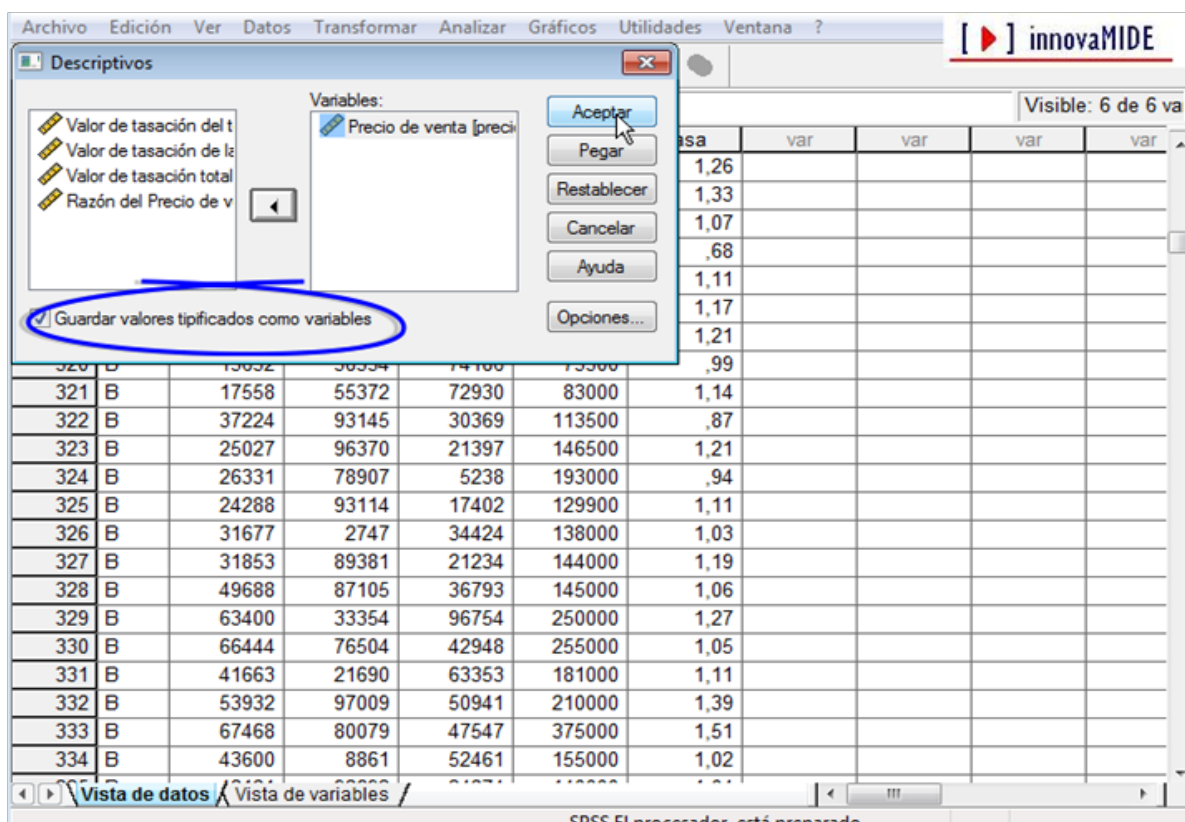 Archivo Edición Ver Datos Transformar Analizar Gráficos Utilidades Ventana ?
[ ] innovaMIDE
Descriptivos
Valor de tasación del t
Valor de tasación de la
Valor de tasación total
Razón del Precio de v
Variables:
Precio de venta [preci
Aceptar
Pegar
Restablecer
Cancelar
Ayuda
Opciones...
Guardar valores tipificados como variables
Visible: 6 de 6 va
asa var var var var
1,26
1,33
1,07
,68
1,11
1,17
1,21
,99
321 B 17558 55372 72930 83000 1,14
322 B 37224 93145 30369 113500 ,87
323 B 25027 96370 21397 146500 1,21
324 B 26331 78907 5238 193000 ,94
325 B 24288 93114 17402 129900 1,11
326 B 31677 2747 34424 138000 1,03
327 B 31853 89381 21234 144000 1,19
328 B 49688 87105 36793 145000 1,06
329 B 63400 33354 96754 250000 1,27
330 B 66444 76504 42948 255000 1,05
331 B 41663 21690 63353 181000 1,11
332 B 53932 97009 50941 210000 1,39
333 B 67468 80079 47547 375000 1,51
334 B 43600 8861 52461 155000 1,02
Vista de datos Vista de variables
SPSS El procesador está preparado